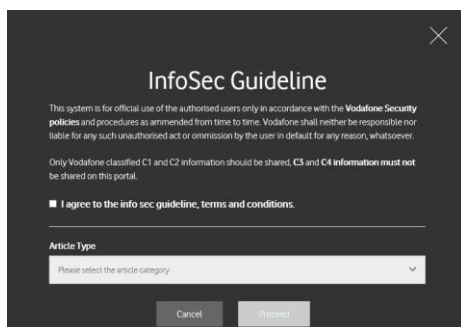 InfoSec Guideline
This system is for official use of the authorised users only in accordance with the Vodafone Security
policies and procedures as ammended from time to time. Vodafone shall neither be responsible nor
liable for any such unauthorised act or ommission by the user in default for any reason, whatsoever.
Only Vodafone classified C1 and C2 information should be shared, C3 and C4 information must not
be shared on this portal.
I agree to the info sec guideline, terms and conditions.
Article Type
Please select the article category
Cancel
Proceed